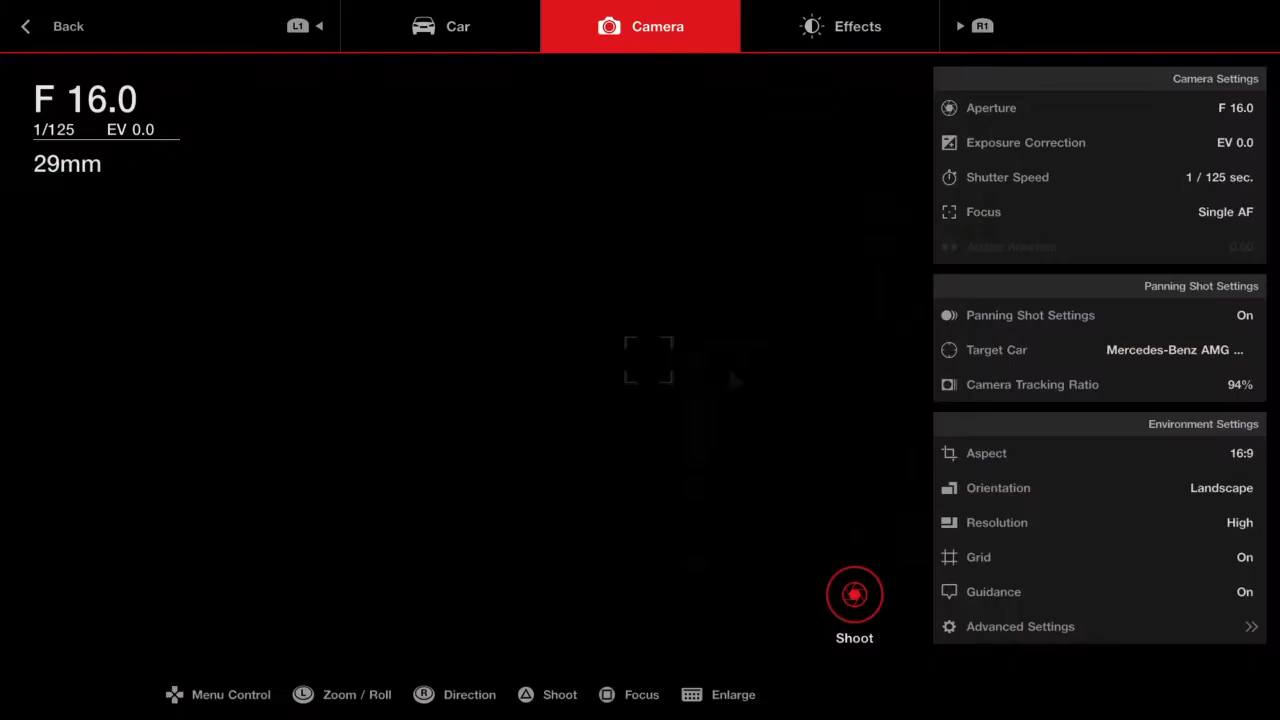 Back
L1
Car
Camera
Effects
R1
F 16.0
1/125 EV 0.0
29mm
Camera Settings
Aperture F 16.0
Exposure Correction EV 0.0
Shutter Speed 1 / 125 sec.
Focus Single AF
0.60
Panning Shot Settings
Panning Shot Settings On
Target Car Mercedes-Benz AMG ...
Camera Tracking Ratio 94%
Environment Settings
Aspect 16:9
Orientation Landscape
Resolution High
Grid On
Guidance On
Advanced Settings
Shoot
Menu Control
L Zoom / Roll
R Direction
Shoot
Focus
Enlarge